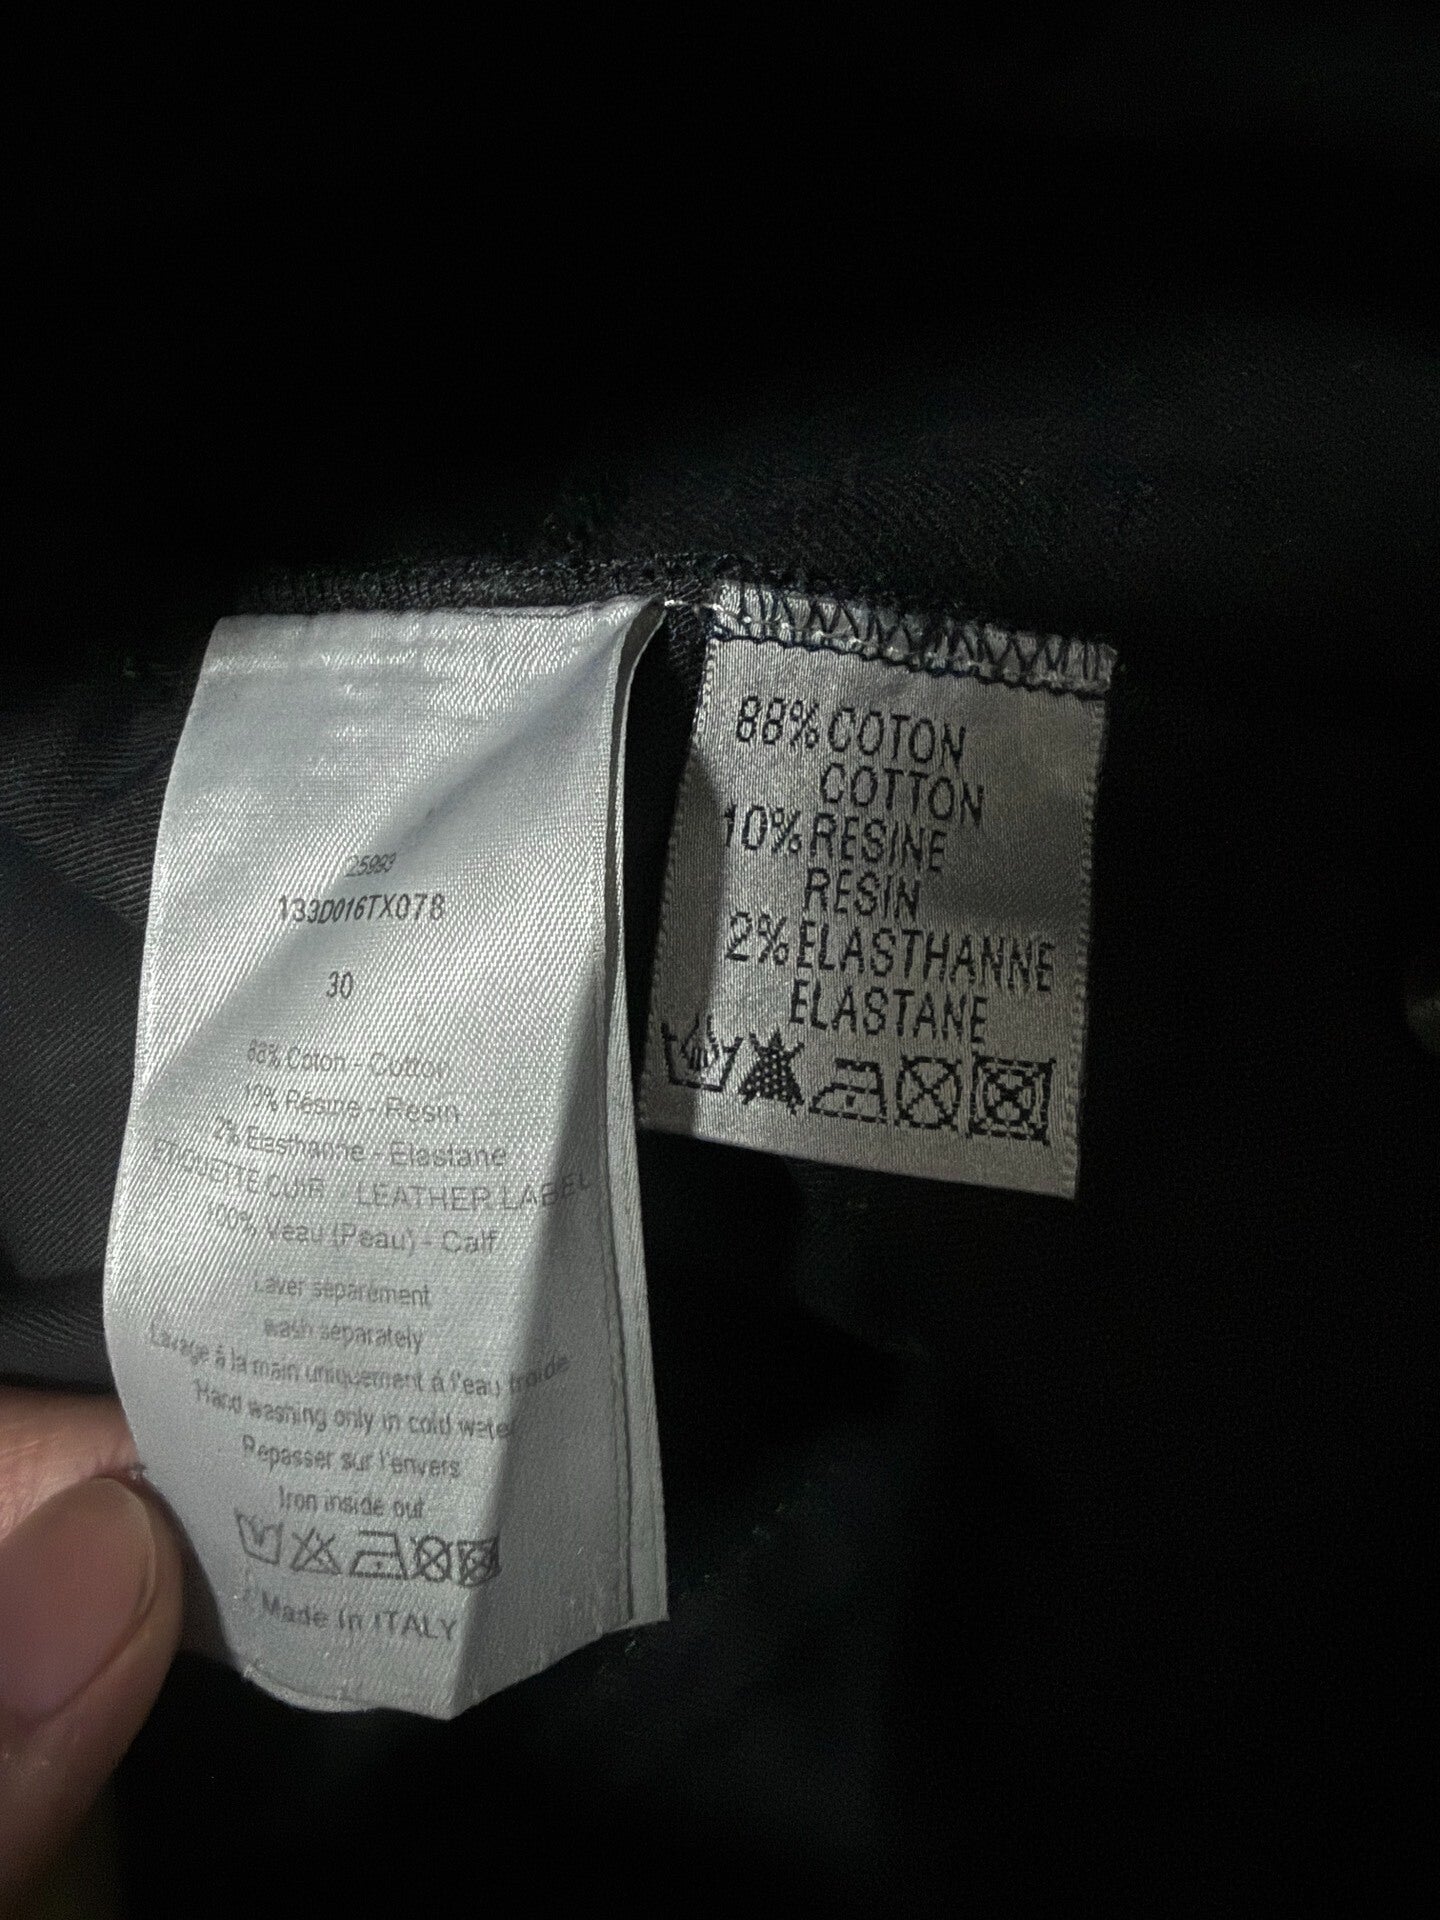 25993
133D016TX078
30
88% Coton - Cotton
10% Résine - Resin
2% Elasthanne - Elastane
ETIQUETTE CUIR / LEATHER LABEL
100% Veau (Peau) - Calf
Laver séparément
wash separately
Lavage à la main uniquement à l'eau froide
Hand washing only in cold water
Repasser sur l'envers
Iron inside out
Made in ITALY
88% COTON
COTTON
10% RESINE
RESIN
2% ELASTHANNE
ELASTANE